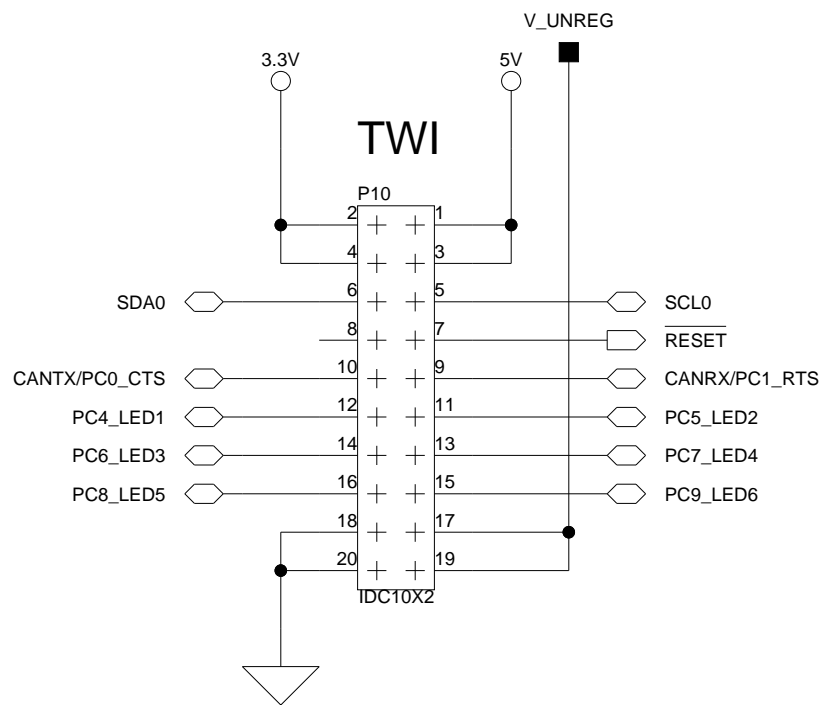 V_UNREG
3.3V 5V
TWI
P10
2 1
4 3
SDA0 6 5 SCL0
8 7 RESET
CANTX/PC0_CTS 10 9 CANRX/PC1_RTS
PC4_LED1 12 11 PC5_LED2
PC6_LED3 14 13 PC7_LED4
PC8_LED5 16 15 PC9_LED6
18 17
20 19
IDC10X2